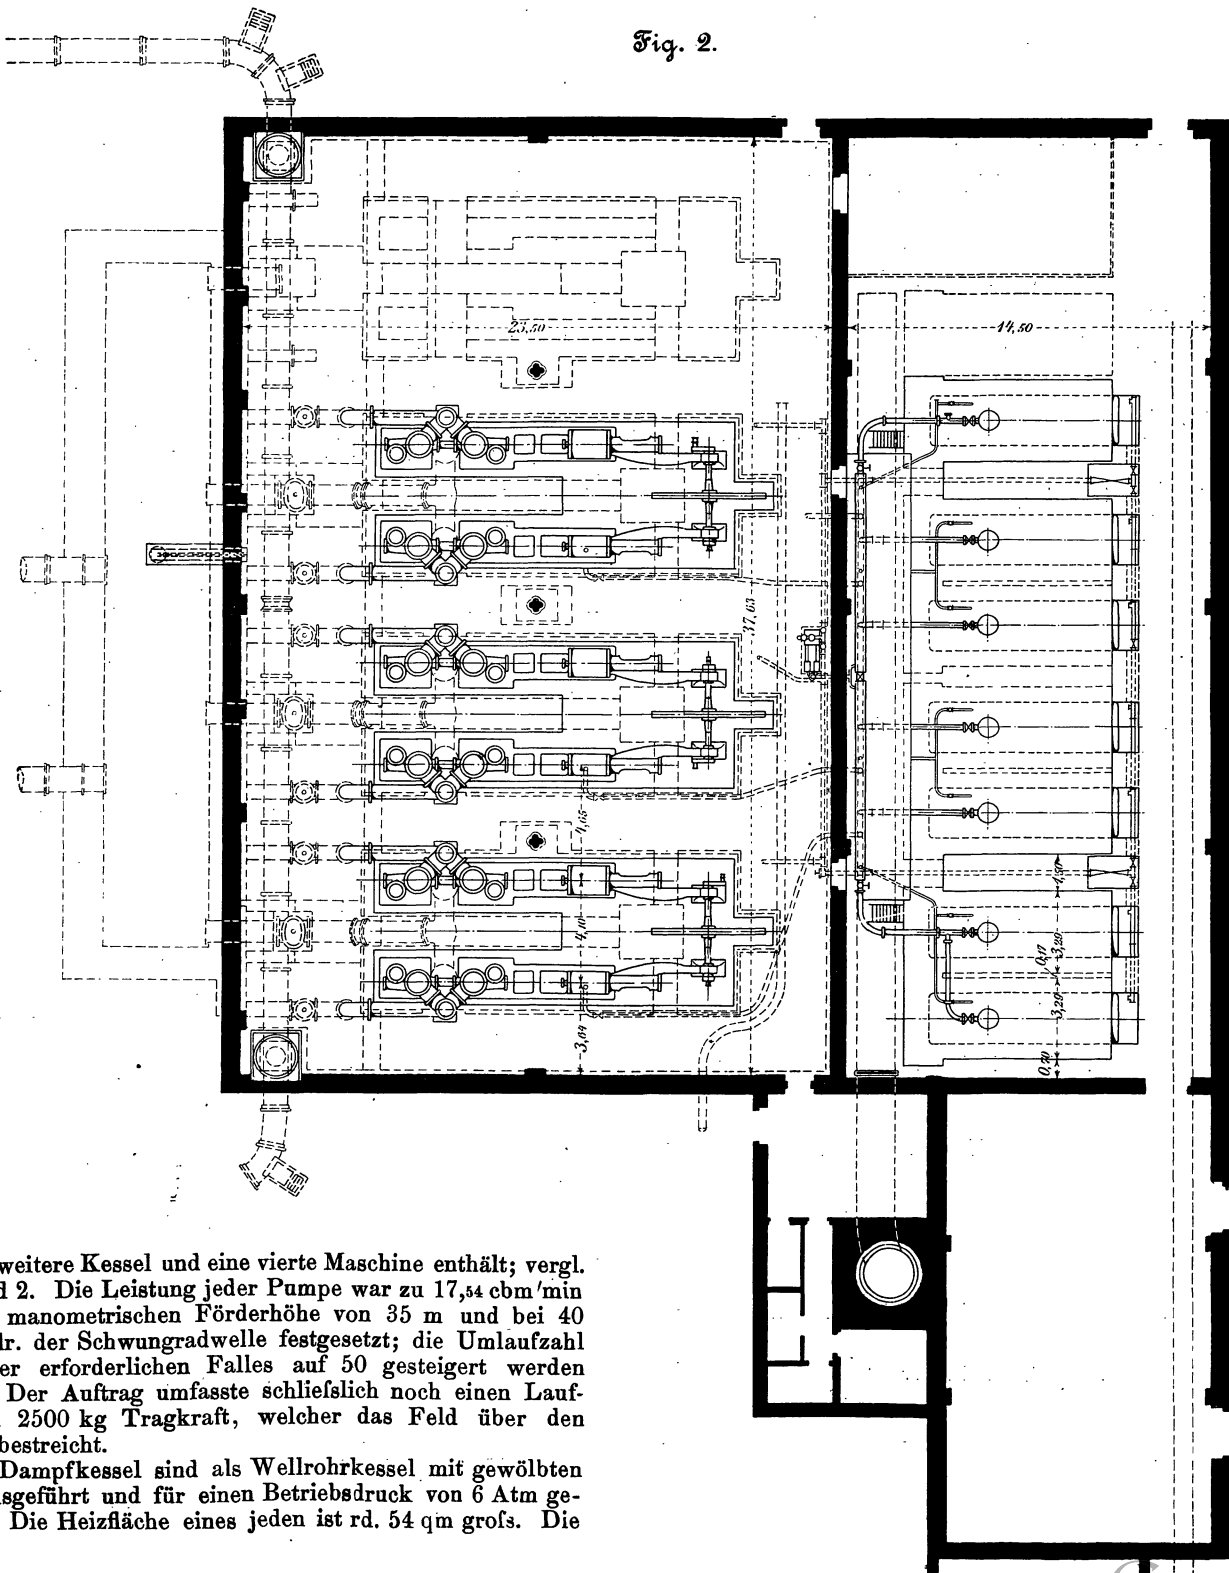 Fig. 2.
23,50
14,50
37,63
4,05
4,10
3,64
1,50
3,20
0,17
3,20
0,70
weitere Kessel und eine vierte Maschine enthält; vergl.
2. Die Leistung jeder Pumpe war zu 17,54 cbm/min
manometrischen Förderhöhe von 35 m und bei 40
dr. der Schwungradwelle festgesetzt; die Umlaufzahl
er erforderlichen Falles auf 50 gesteigert werden
Der Auftrag umfasste schliefslich noch einen Lauf-
2500 kg Tragkraft, welcher das Feld über den
bestreicht.
Dampfkessel sind als Wellrohrkessel mit gewölbten
sgeführt und für einen Betriebsdruck von 6 Atm ge-
Die Heizfläche eines jeden ist rd. 54 qm grofs. Die